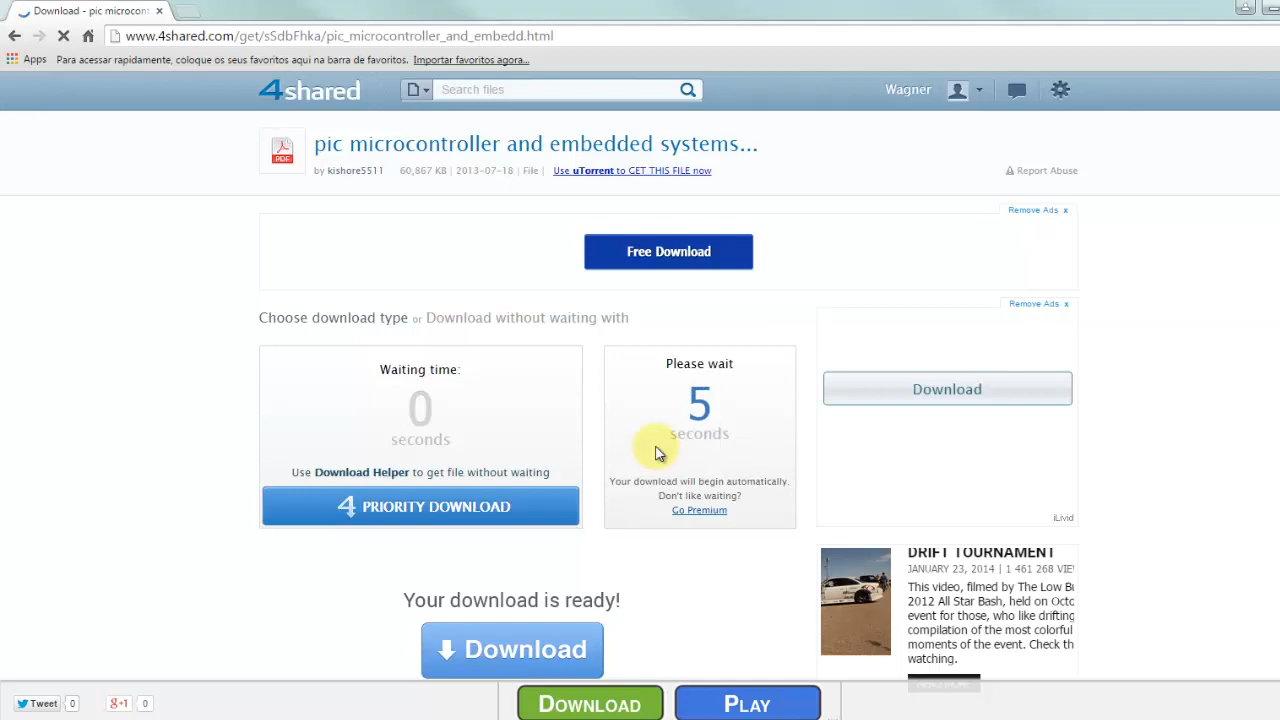 Download - pic microcont ×
www.4shared.com/get/sSdbFhka/pic_microcontroller_and_embedd.html
Apps Para acessar rapidamente, coloque os seus favoritos aqui na barra de favoritos. Importar favoritos agora...
4shared Search files Wagner
pic microcontroller and embedded systems...
PDF by kishore5511 60,867 KB | 2013-07-18 | File | Use uTorrent to GET THIS FILE now Report Abuse
Remove Ads x
Free Download
Remove Ads x
Choose download type or Download without waiting with
Waiting time:
0
seconds
Use Download Helper to get file without waiting
4 PRIORITY DOWNLOAD
Please wait
5
seconds
Your download will begin automatically.
Don't like waiting?
Go Premium
Download
iLivid
Your download is ready!
Download
DRIFT TOURNAMENT
JANUARY 23, 2014 | 1 461 268 VIE
This video, filmed by The Low Bu
2012 All Star Bash, held on Octo
event for those, who like drifting
compilation of the most colorful
moments of the event. Check th
watching.
Tweet 0 g+1 0 DOWNLOAD PLAY